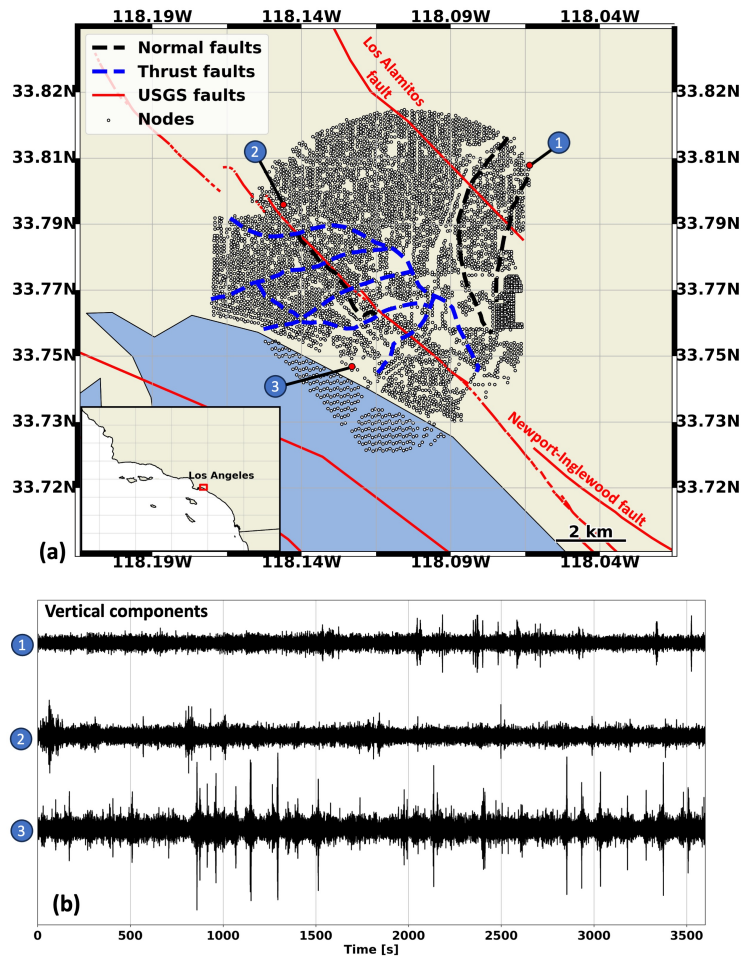 118.19W 118.14W 118.09W 118.04W
Normal faults
Thrust faults
USGS faults
Nodes
Los Alamitos
fault
33.82N 33.82N
33.81N 33.81N
33.79N 33.79N
33.77N 33.77N
33.75N 33.75N
33.73N 33.73N
33.72N 33.72N
1
2
3
Newport-Inglewood fault
Los Angeles
2 km
(a)
118.19W 118.14W 118.09W 118.04W
Vertical components
1
2
3
(b)
0 500 1000 1500 2000 2500 3000 3500
Time [s]